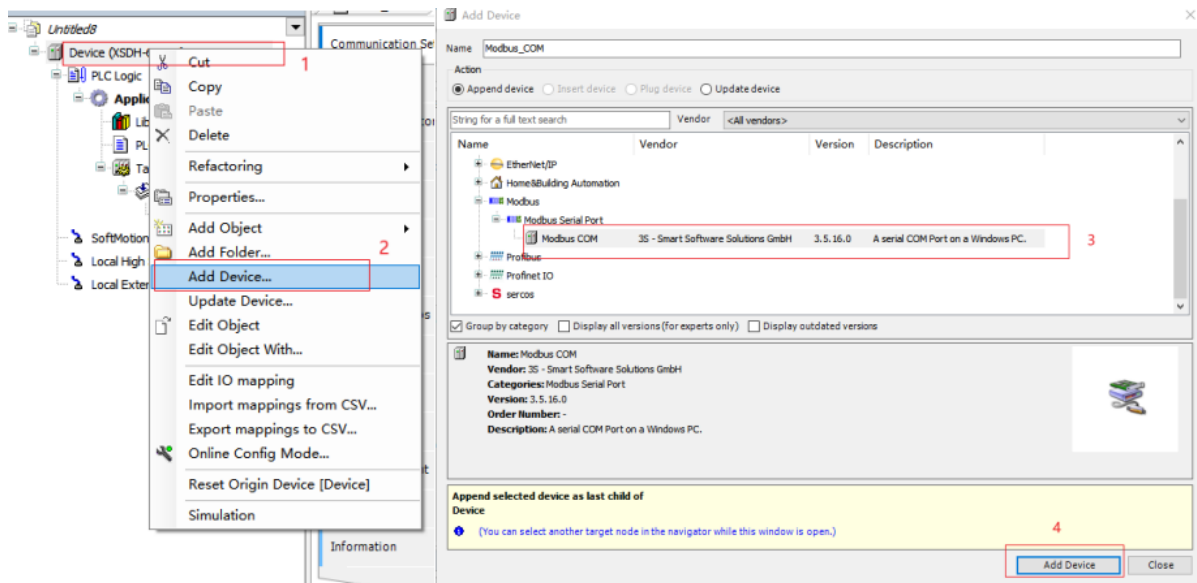 Untitled8
Device (XSDH-
1
PLC Logic
Applic
Lib
PL
Ta
SoftMotion
Local High
Local Exter
Cut
Copy
Paste
Delete
Refactoring
Properties...
Add Object
Add Folder...
2
Add Device...
Update Device...
Edit Object
Edit Object With...
Edit IO mapping
Import mappings from CSV...
Export mappings to CSV...
Online Config Mode...
Reset Origin Device [Device]
Simulation
Communication Se
Information
Add Device
Name Modbus_COM
Action
Append device Insert device Plug device Update device
String for a full text search Vendor <All vendors>
Name Vendor Version Description
EtherNet/IP
Home&Building Automation
Modbus
Modbus Serial Port
Modbus COM 3S - Smart Software Solutions GmbH 3.5.16.0 A serial COM Port on a Windows PC.
3
Profibus
Profinet IO
sercos
Group by category Display all versions (for experts only) Display outdated versions
Name: Modbus COM
Vendor: 3S - Smart Software Solutions GmbH
Categories: Modbus Serial Port
Version: 3.5.16.0
Order Number: -
Description: A serial COM Port on a Windows PC.
Append selected device as last child of
Device
(You can select another target node in the navigator while this window is open.)
4
Add Device Close